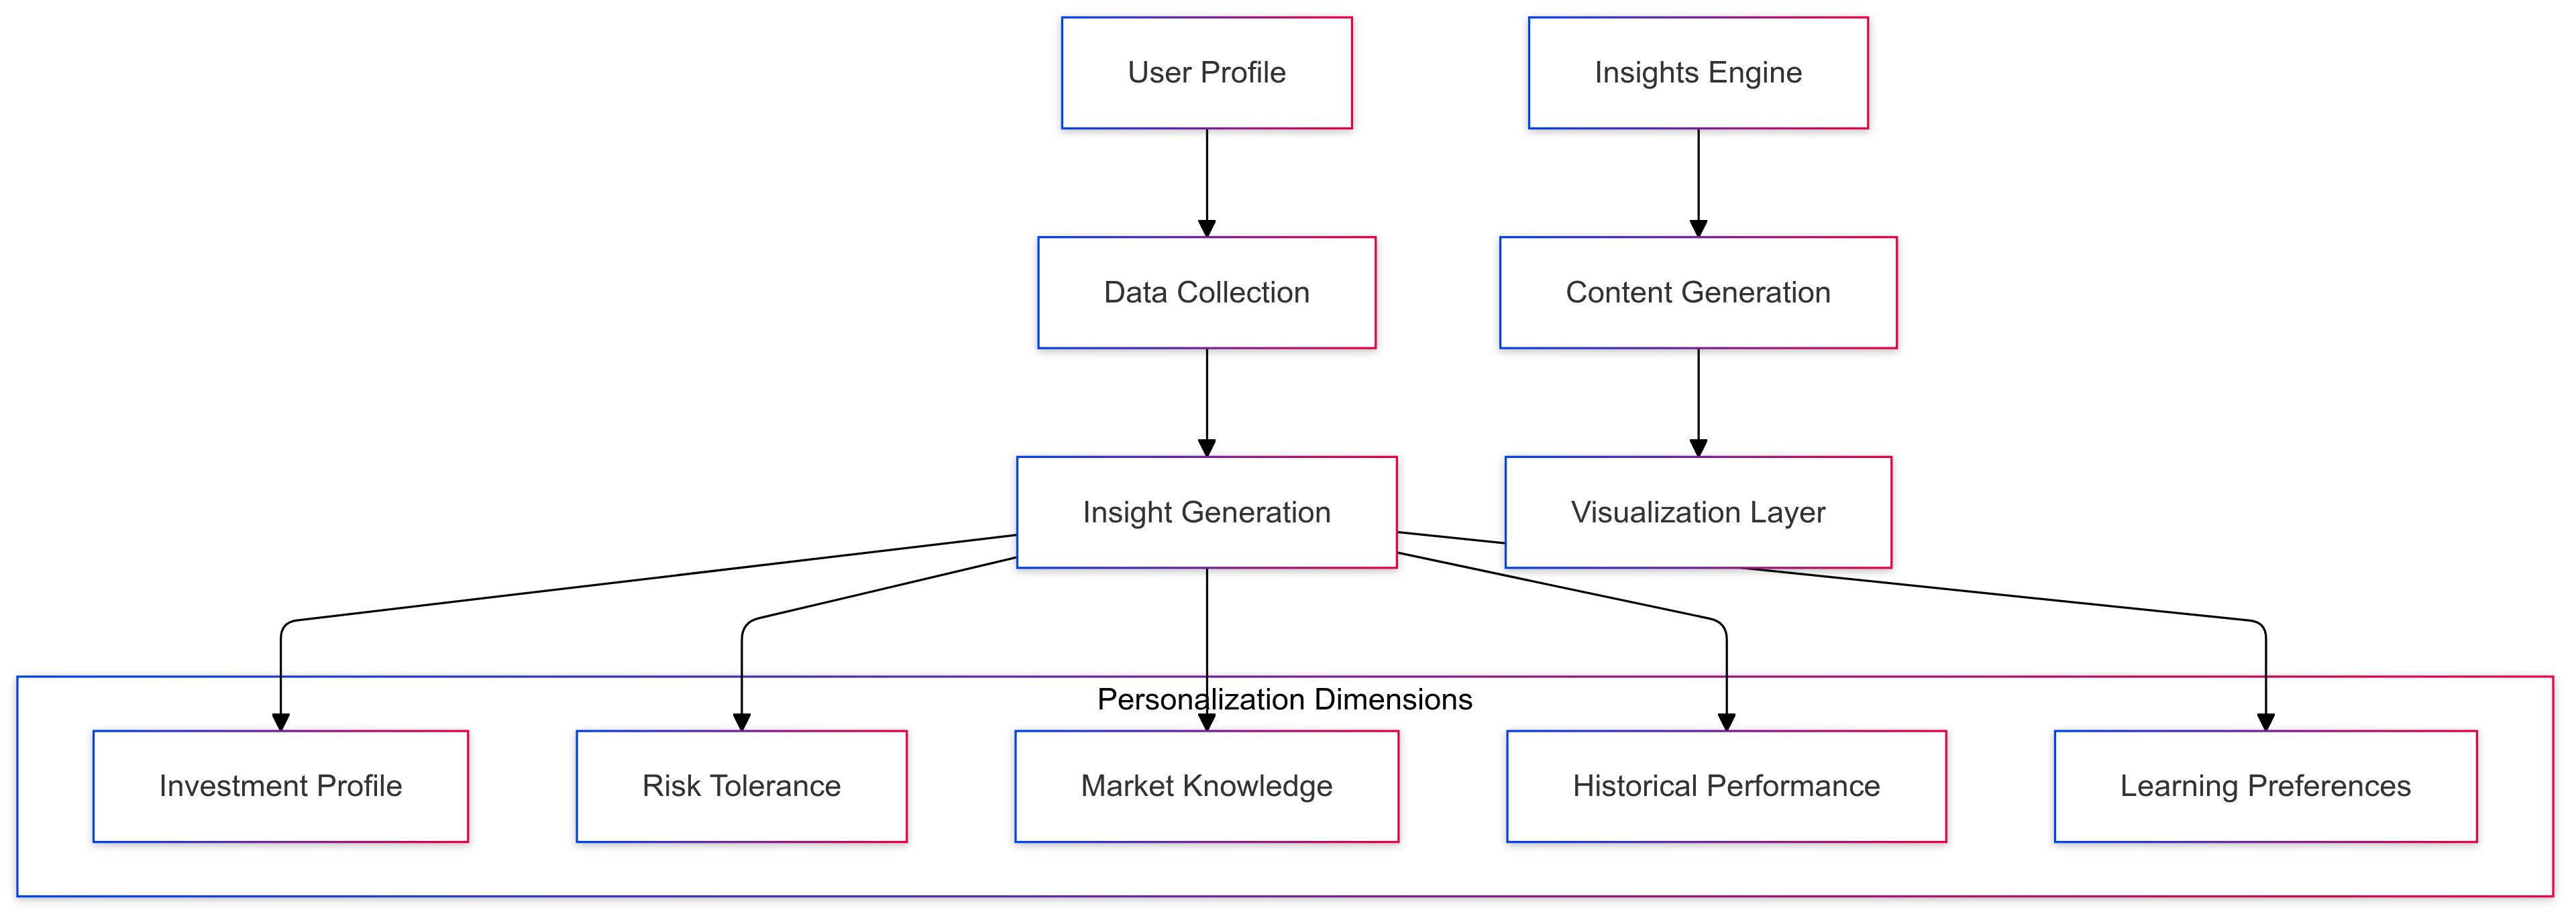 User Profile
Insights Engine
Data Collection
Content Generation
Insight Generation
Visualization Layer
Personalization Dimensions
Investment Profile
Risk Tolerance
Market Knowledge
Historical Performance
Learning Preferences